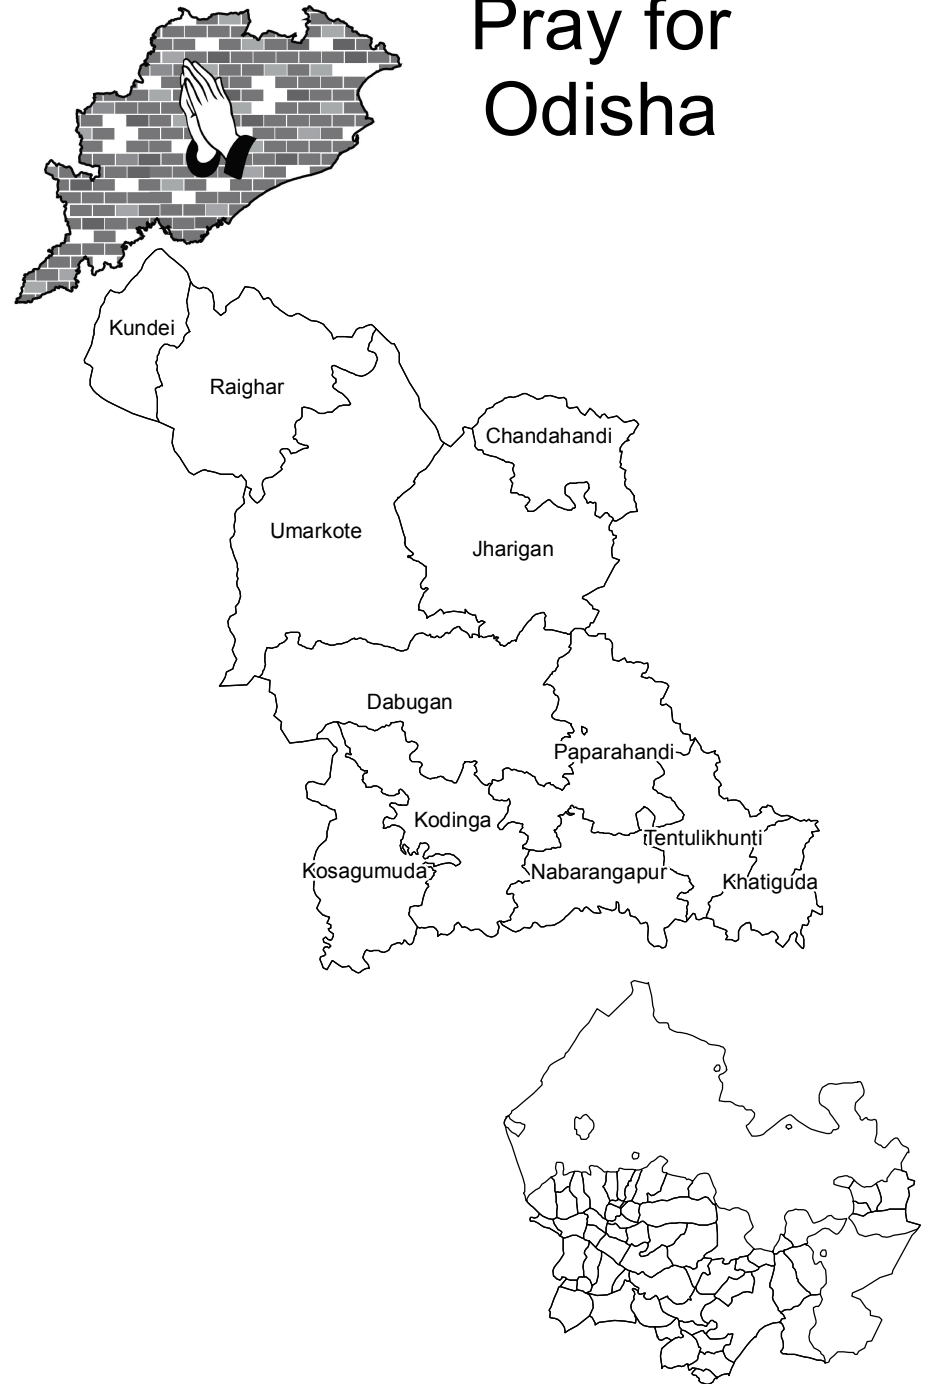 Pray for
Odisha
Kundei
Raighar
Chandahandi
Umarkote
Jharigan
Dabugan
Paparahandi
Kodinga
Tentulikhunti
Kosagumuda
Nabarangapur
Khatiguda